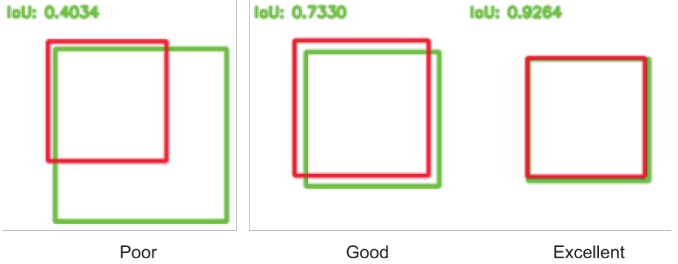 IoU: 0.4034
IoU: 0.7330
IoU: 0.9264
Poor
Good
Excellent